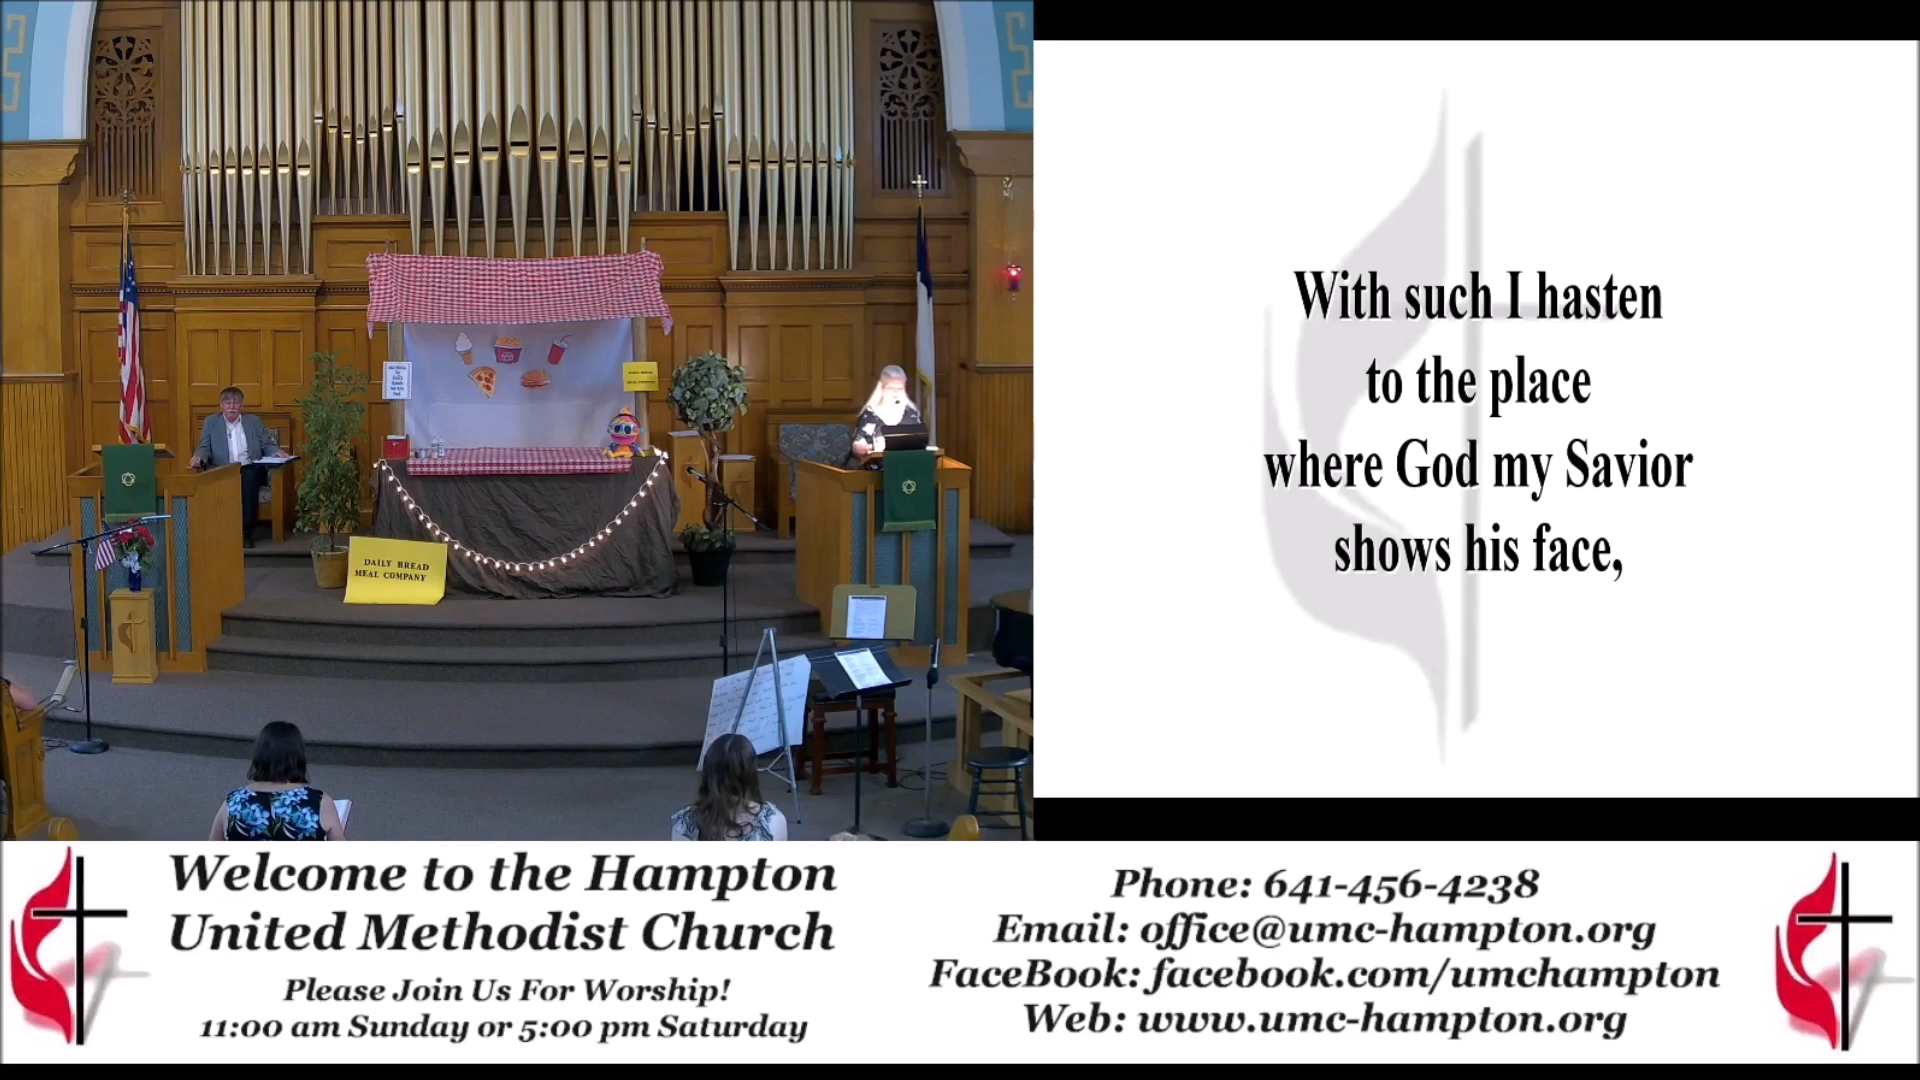 DAILY BREAD
MEAL COMPANY
With such I hasten
to the place
where God my Savior
shows his face,
Welcome to the Hampton
United Methodist Church
Please Join Us For Worship!
11:00 am Sunday or 5:00 pm Saturday
Phone: 641-456-4238
Email: office@umc-hampton.org
FaceBook: facebook.com/umchampton
Web: www.umc-hampton.org